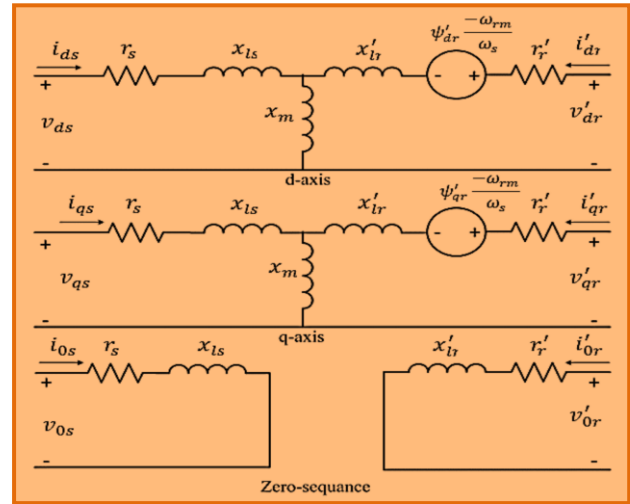 i_ds r_s x_ls x'_lr ψ'_dr −ω_rm/ω_s r'_r i'_dr
+ - + +
v_ds x_m v'_dr
- -
d-axis
i_qs r_s x_ls x'_lr ψ'_qr −ω_rm/ω_s r'_r i'_qr
+ - + +
v_qs x_m v'_qr
- -
q-axis
i_0s r_s x_ls x'_lr r'_r i'_0r
+ +
v_0s v'_0r
- -
Zero-sequance